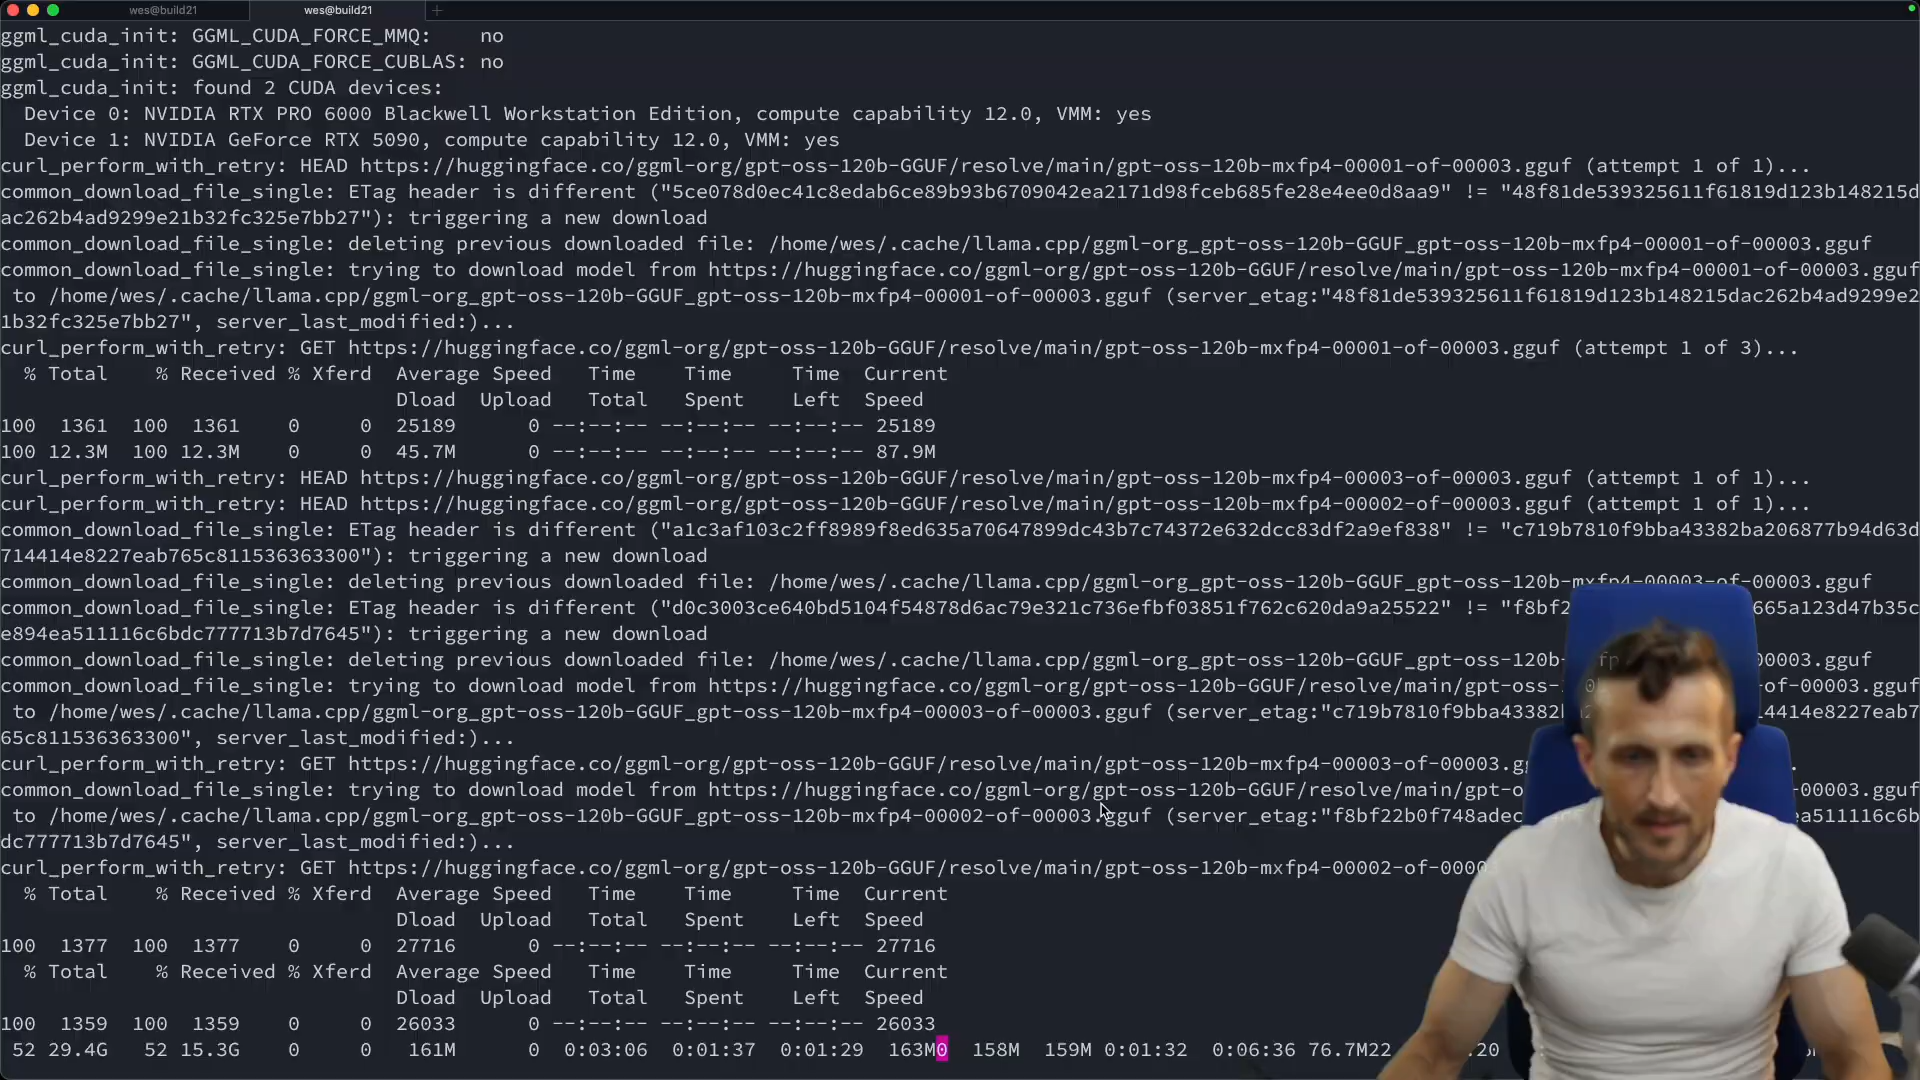 wes@build21
wes@build21
ggml_cuda_init: GGML_CUDA_FORCE_MMQ:    no
ggml_cuda_init: GGML_CUDA_FORCE_CUBLAS: no
ggml_cuda_init: found 2 CUDA devices:
  Device 0: NVIDIA RTX PRO 6000 Blackwell Workstation Edition, compute capability 12.0, VMM: yes
  Device 1: NVIDIA GeForce RTX 5090, compute capability 12.0, VMM: yes
curl_perform_with_retry: HEAD https://huggingface.co/ggml-org/gpt-oss-120b-GGUF/resolve/main/gpt-oss-120b-mxfp4-00001-of-00003.gguf (attempt 1 of 1)...
common_download_file_single: ETag header is different ("5ce078d0ec41c8edab6ce89b93b6709042ea2171d98fceb685fe28e4ee0d8aa9" != "48f81de539325611f61819d123b148215d
ac262b4ad9299e21b32fc325e7bb27"): triggering a new download
common_download_file_single: deleting previous downloaded file: /home/wes/.cache/llama.cpp/ggml-org_gpt-oss-120b-GGUF_gpt-oss-120b-mxfp4-00001-of-00003.gguf
common_download_file_single: trying to download model from https://huggingface.co/ggml-org/gpt-oss-120b-GGUF/resolve/main/gpt-oss-120b-mxfp4-00001-of-00003.gguf
 to /home/wes/.cache/llama.cpp/ggml-org_gpt-oss-120b-GGUF_gpt-oss-120b-mxfp4-00001-of-00003.gguf (server_etag:"48f81de539325611f61819d123b148215dac262b4ad9299e2
1b32fc325e7bb27", server_last_modified:)...
curl_perform_with_retry: GET https://huggingface.co/ggml-org/gpt-oss-120b-GGUF/resolve/main/gpt-oss-120b-mxfp4-00001-of-00003.gguf (attempt 1 of 3)...
  % Total    % Received % Xferd  Average Speed   Time    Time     Time  Current
                                 Dload  Upload   Total   Spent    Left  Speed
100  1361  100  1361    0     0  25189      0 --:--:-- --:--:-- --:--:-- 25189
100 12.3M  100 12.3M    0     0  45.7M      0 --:--:-- --:--:-- --:--:-- 87.9M
curl_perform_with_retry: HEAD https://huggingface.co/ggml-org/gpt-oss-120b-GGUF/resolve/main/gpt-oss-120b-mxfp4-00003-of-00003.gguf (attempt 1 of 1)...
curl_perform_with_retry: HEAD https://huggingface.co/ggml-org/gpt-oss-120b-GGUF/resolve/main/gpt-oss-120b-mxfp4-00002-of-00003.gguf (attempt 1 of 1)...
common_download_file_single: ETag header is different ("a1c3af103c2ff8989f8ed635a70647899dc43b7c74372e632dcc83df2a9ef838" != "c719b7810f9bba43382ba206877b94d63d
714414e8227eab765c811536363300"): triggering a new download
common_download_file_single: deleting previous downloaded file: /home/wes/.cache/llama.cpp/ggml-org_gpt-oss-120b-GGUF_gpt-oss-120b-mxfp4-00003-of-00003.gguf
common_download_file_single: ETag header is different ("d0c3003ce640bd5104f54878d6ac79e321c736efbf03851f762c620da9a25522" != "f8bf2 665a123d47b35c
e894ea511116c6bdc777713b7d7645"): triggering a new download
common_download_file_single: deleting previous downloaded file: /home/wes/.cache/llama.cpp/ggml-org_gpt-oss-120b-GGUF_gpt-oss-120b- 00003.gguf
common_download_file_single: trying to download model from https://huggingface.co/ggml-org/gpt-oss-120b-GGUF/resolve/main/gpt-oss- -of-00003.gguf
 to /home/wes/.cache/llama.cpp/ggml-org_gpt-oss-120b-GGUF_gpt-oss-120b-mxfp4-00003-of-00003.gguf (server_etag:"c719b7810f9bba43382 4414e8227eab7
65c811536363300", server_last_modified:)...
curl_perform_with_retry: GET https://huggingface.co/ggml-org/gpt-oss-120b-GGUF/resolve/main/gpt-oss-120b-mxfp4-00003-of-00003.gg
common_download_file_single: trying to download model from https://huggingface.co/ggml-org/gpt-oss-120b-GGUF/resolve/main/gpt-o -00003.gguf
 to /home/wes/.cache/llama.cpp/ggml-org_gpt-oss-120b-GGUF_gpt-oss-120b-mxfp4-00002-of-00003.gguf (server_etag:"f8bf22b0f748adec ea511116c6b
dc777713b7d7645", server_last_modified:)...
curl_perform_with_retry: GET https://huggingface.co/ggml-org/gpt-oss-120b-GGUF/resolve/main/gpt-oss-120b-mxfp4-00002-of-0000
  % Total    % Received % Xferd  Average Speed   Time    Time     Time  Current
                                 Dload  Upload   Total   Spent    Left  Speed
100  1377  100  1377    0     0  27716      0 --:--:-- --:--:-- --:--:-- 27716
  % Total    % Received % Xferd  Average Speed   Time    Time     Time  Current
                                 Dload  Upload   Total   Spent    Left  Speed
100  1359  100  1359    0     0  26033      0 --:--:-- --:--:-- --:--:-- 26033
 52 29.4G   52 15.3G    0     0   161M      0  0:03:06  0:01:37  0:01:29  163M0  158M  159M 0:01:32  0:06:36 76.7M22 20